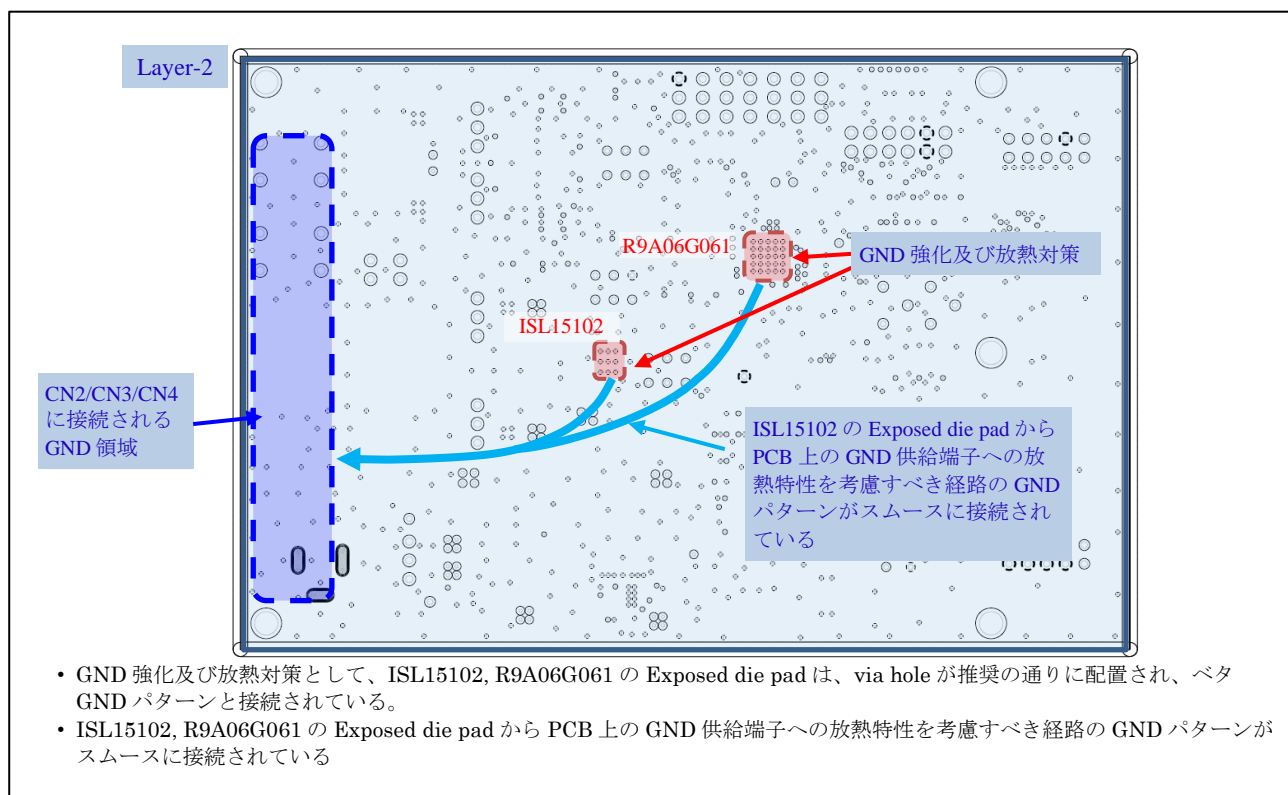 Layer-2
R9A06G061
GND 強化及び放熱対策
ISL15102
CN2/CN3/CN4
に接続される
GND 領域
ISL15102 の Exposed die pad から
PCB 上の GND 供給端子への放
熱特性を考慮すべき経路の GND
パターンがスムースに接続され
ている
• GND 強化及び放熱対策として、ISL15102, R9A06G061 の Exposed die pad は、via hole が推奨の通りに配置され、ベタ
GND パターンと接続されている。
• ISL15102, R9A06G061 の Exposed die pad から PCB 上の GND 供給端子への放熱特性を考慮すべき経路の GND パターンが
スムースに接続されている